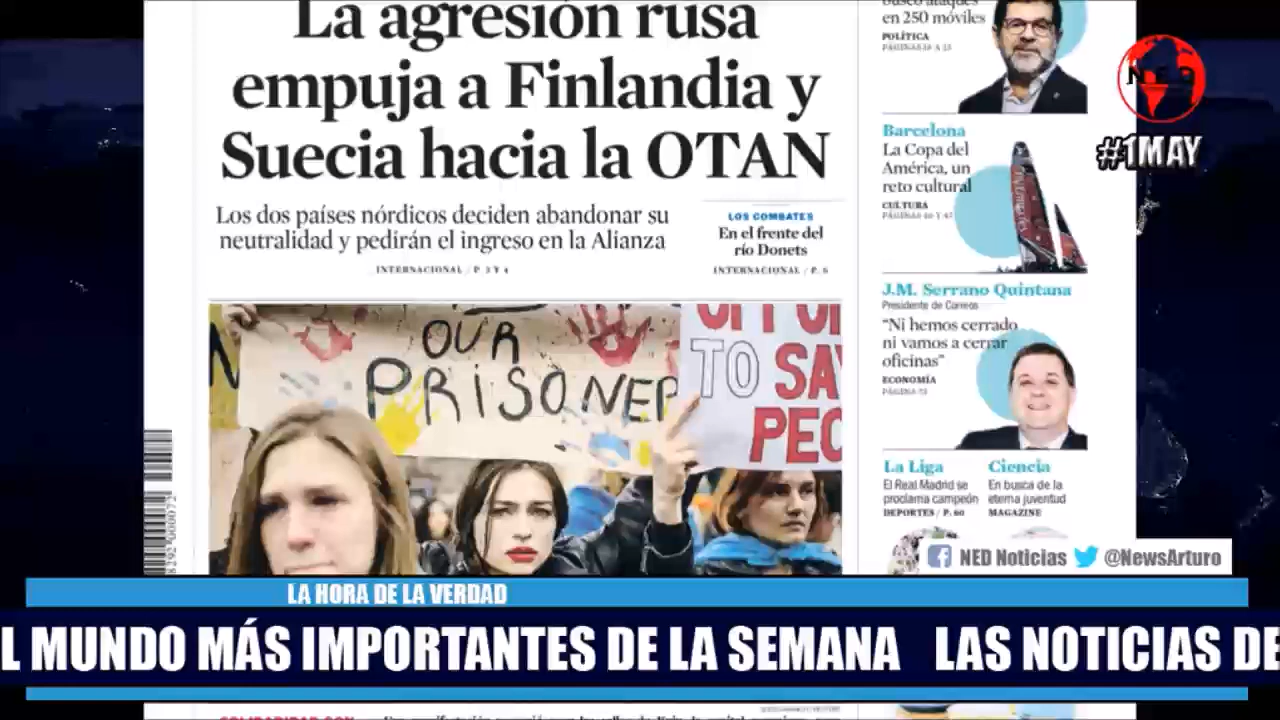 La agresión rusa
empuja a Finlandia y
Suecia hacia la OTAN
Los dos países nórdicos deciden abandonar su
neutralidad y pedirán el ingreso en la Alianza
INTERNACIONAL / P. 3 Y 4
LOS COMBATES
En el frente del
río Donets
INTERNACIONAL / P. 6
OUR
PRISONER
TO SA
PEC
busco ataques
en 250 móviles
POLÍTICA
Barcelona
La Copa del
América, un
reto cultural
CULTURA
J.M. Serrano Quintana
Presidente de Correos
“Ni hemos cerrado
ni vamos a cerrar
oficinas”
ECONOMÍA
La Liga
El Real Madrid se
proclama campeón
DEPORTES / P. 60
Ciencia
En busca de la
eterna juventud
MAGAZINE
NED
#1MAY
NED Noticias @NewsArturo
LA HORA DE LA VERDAD
L MUNDO MÁS IMPORTANTES DE LA SEMANA LAS NOTICIAS DE